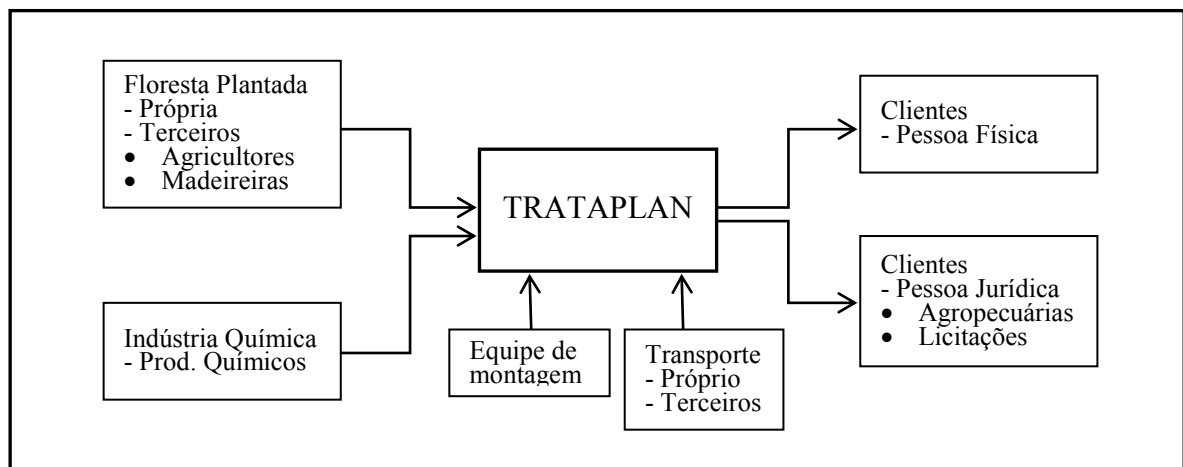 Floresta Plantada
- Própria
- Terceiros
• Agricultores
• Madeireiras
Indústria Química
- Prod. Químicos
TRATAPLAN
Equipe de
montagem
Transporte
- Próprio
- Terceiros
Clientes
- Pessoa Física
Clientes
- Pessoa Jurídica
• Agropecuárias
• Licitações